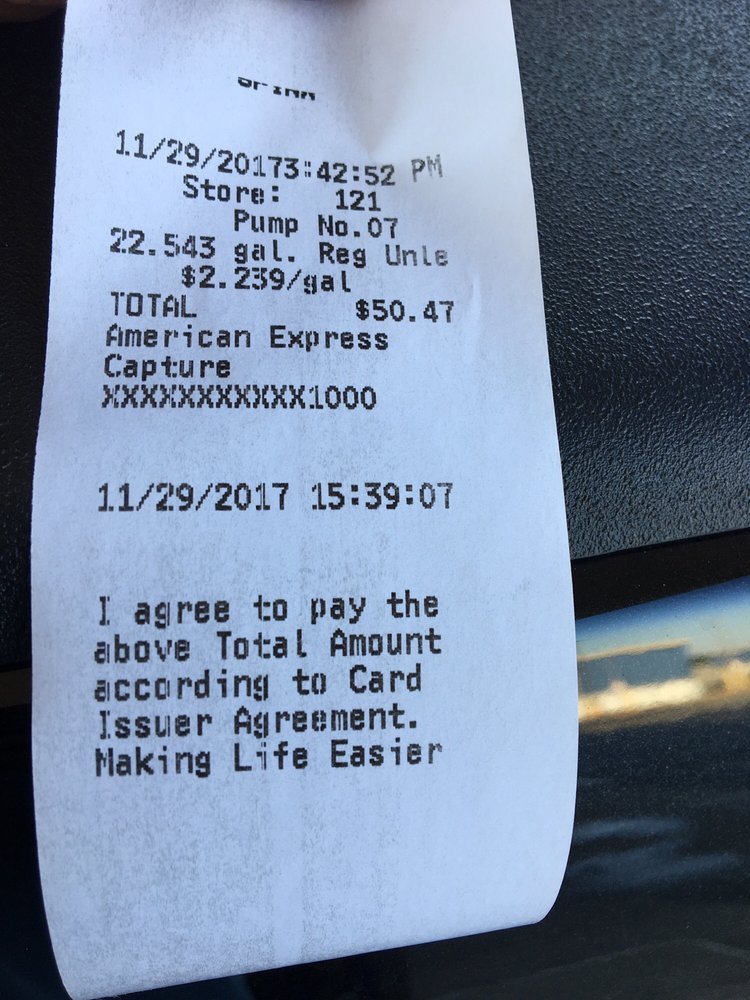 11/29/20173:42:52 PM
Store: 121
Pump No.07
22.543 gal. Reg Unle
$2.239/gal
TOTAL $50.47
American Express
Capture
XXXXXXXXXXX1000
11/29/2017 15:39:07
I agree to pay the
above Total Amount
according to Card
Issuer Agreement.
Making Life Easier